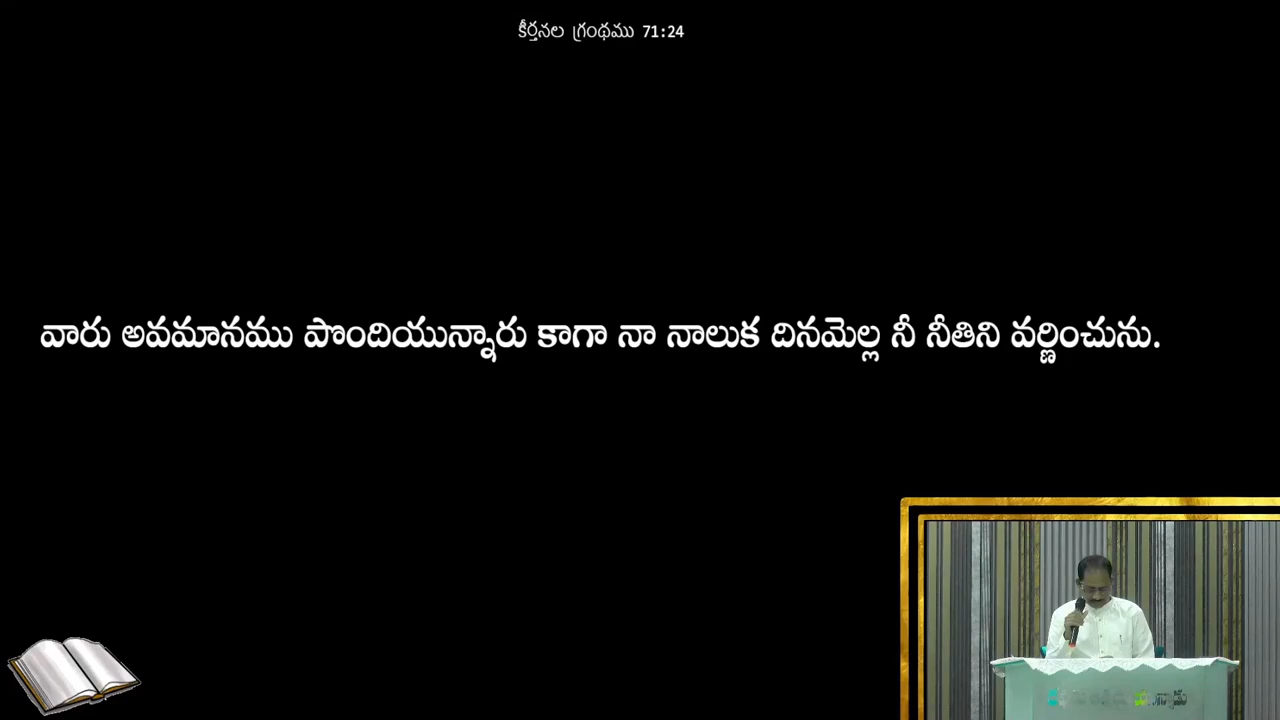 కీర్తనల గ్రంథము 71:24
వారు అవమానము పొందియున్నారు కాగా నా నాలుక దినమెల్ల నీ నీతిని వర్ణించును.